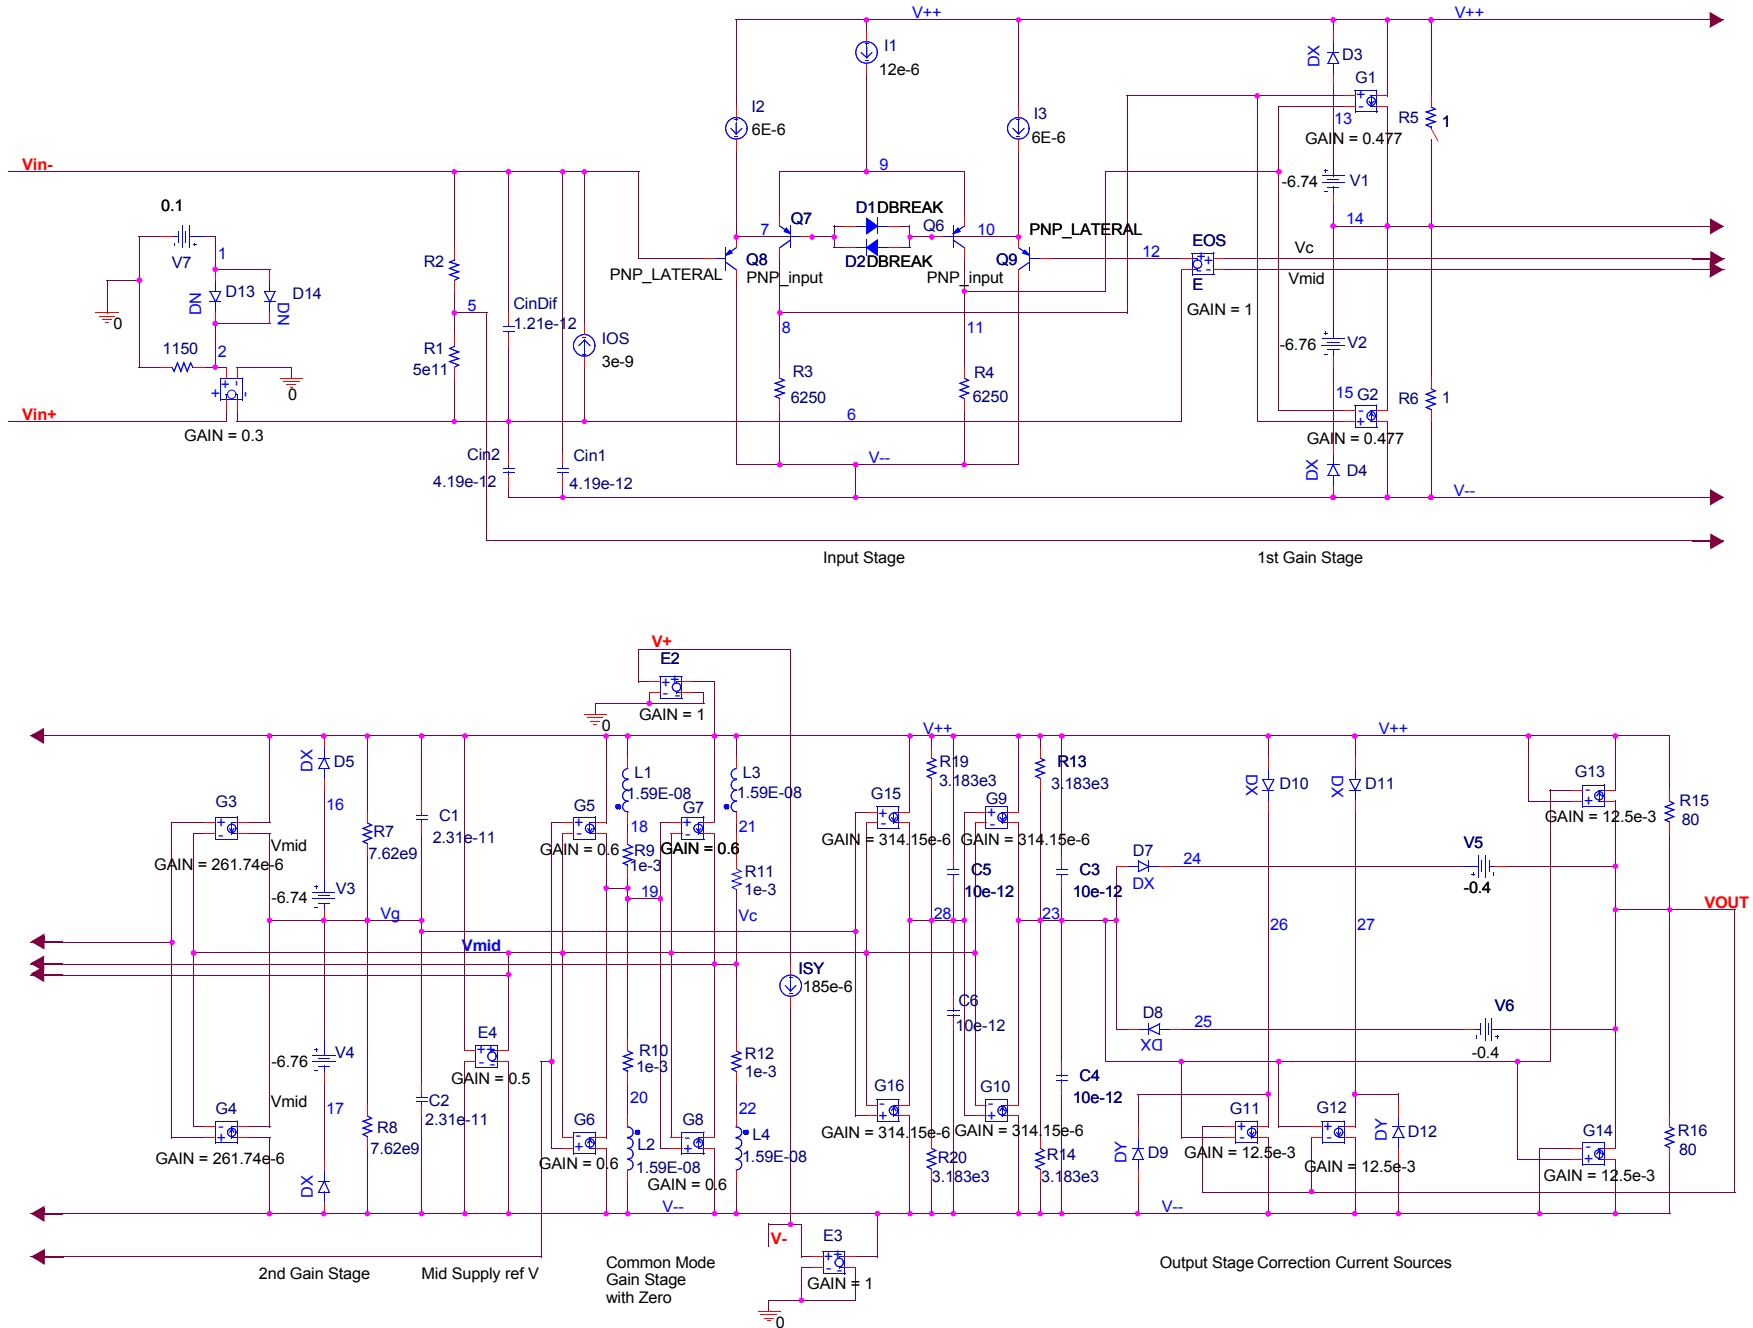 V++
V++
I1
12e-6
DX
D3
G1
13
GAIN = 0.477
R5
1
I2
6E-6
I3
6E-6
Vin-
9
-6.74
V1
0.1
V7
1
D1 DBREAK
Q7
Q6
7
10
PNP_LATERAL
14
D2 DBREAK
12
EOS
Vc
R2
PNP_LATERAL
Q8
PNP_input
PNP_input
Q9
E
Vmid
GAIN = 1
DN
D13
D14
DN
0
5
CinDif
1.21e-12
8
11
1150
2
R1
5e11
IOS
3e-9
-6.76
V2
0
R3
6250
R4
6250
15
G2
R6
1
Vin+
GAIN = 0.3
6
GAIN = 0.477
Cin2
4.19e-12
Cin1
4.19e-12
V--
DX
D4
V--
Input Stage
1st Gain Stage
V+
E2
0
GAIN = 1
V++
V++
DX
D5
L1
1.59E-08
L3
1.59E-08
R19
3.183e3
R13
3.183e3
DX
D10
DX
D11
G13
GAIN = 12.5e-3
R15
80
16
G3
Vmid
GAIN = 261.74e-6
R7
7.62e9
C1
2.31e-11
G5
GAIN = 0.6
18
R9
1e-3
G7
GAIN = 0.6
21
R11
1e-3
G15
GAIN = 314.15e-6
G9
GAIN = 314.15e-6
C5
10e-12
C3
10e-12
D7
DX
24
V5
-0.4
-6.74
V3
Vg
19
Vc
28
23
26
27
VOUT
Vmid
ISY
185e-6
C6
10e-12
D8
DX
25
V6
-0.4
-6.76
V4
E4
GAIN = 0.5
R10
1e-3
R12
1e-3
C4
10e-12
Vmid
17
G4
GAIN = 261.74e-6
R8
7.62e9
C2
2.31e-11
20
G6
GAIN = 0.6
L2
1.59E-08
G8
GAIN = 0.6
22
L4
1.59E-08
G16
GAIN = 314.15e-6
G10
GAIN = 314.15e-6
R20
3.183e3
R14
3.183e3
DY
D9
G11
GAIN = 12.5e-3
G12
GAIN = 12.5e-3
DY
D12
G14
GAIN = 12.5e-3
R16
80
DX
V--
V--
V-
E3
GAIN = 1
0
2nd Gain Stage
Mid Supply ref V
Common Mode
Gain Stage
with Zero
Output Stage Correction Current Sources